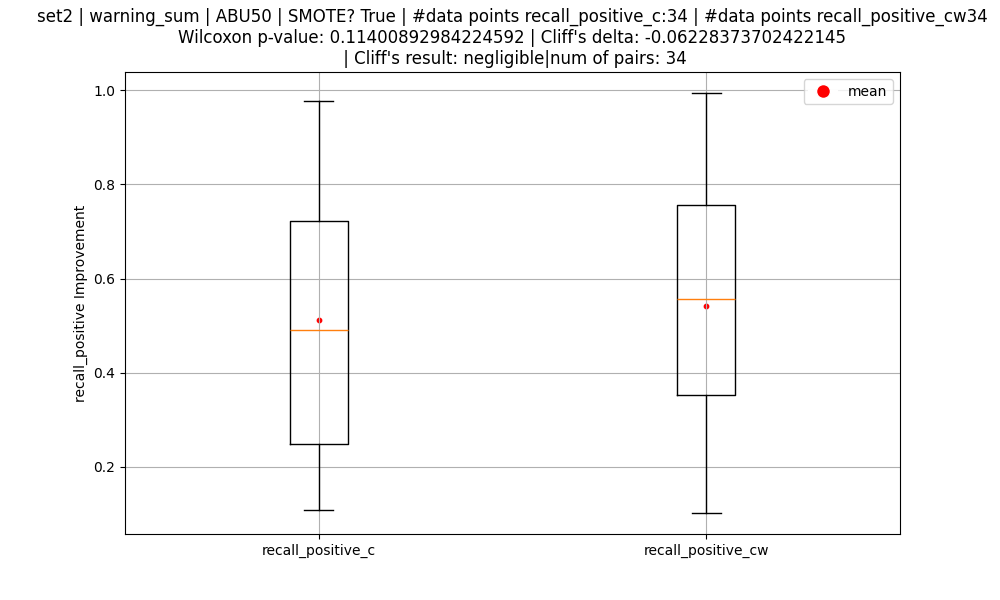 set2 | warning_sum | ABU50 | SMOTE? True | #data points recall_positive_c:34 | #data points recall_positive_cw34
Wilcoxon p-value: 0.11400892984224592 | Cliff's delta: -0.06228373702422145
| Cliff's result: negligible|num of pairs: 34
mean
1.0
0.8
0.6
0.4
0.2
recall_positive Improvement
recall_positive_c
recall_positive_cw